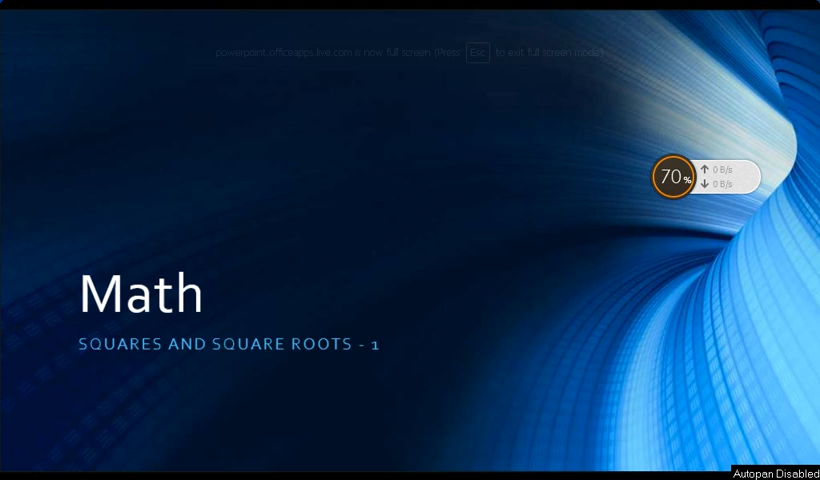 powerpoint.officeapps.live.com is now full screen (Press Esc to exit full screen mode)
70%
0 B/s
0 B/s
Math
SQUARES AND SQUARE ROOTS - 1
Autopan Disabled